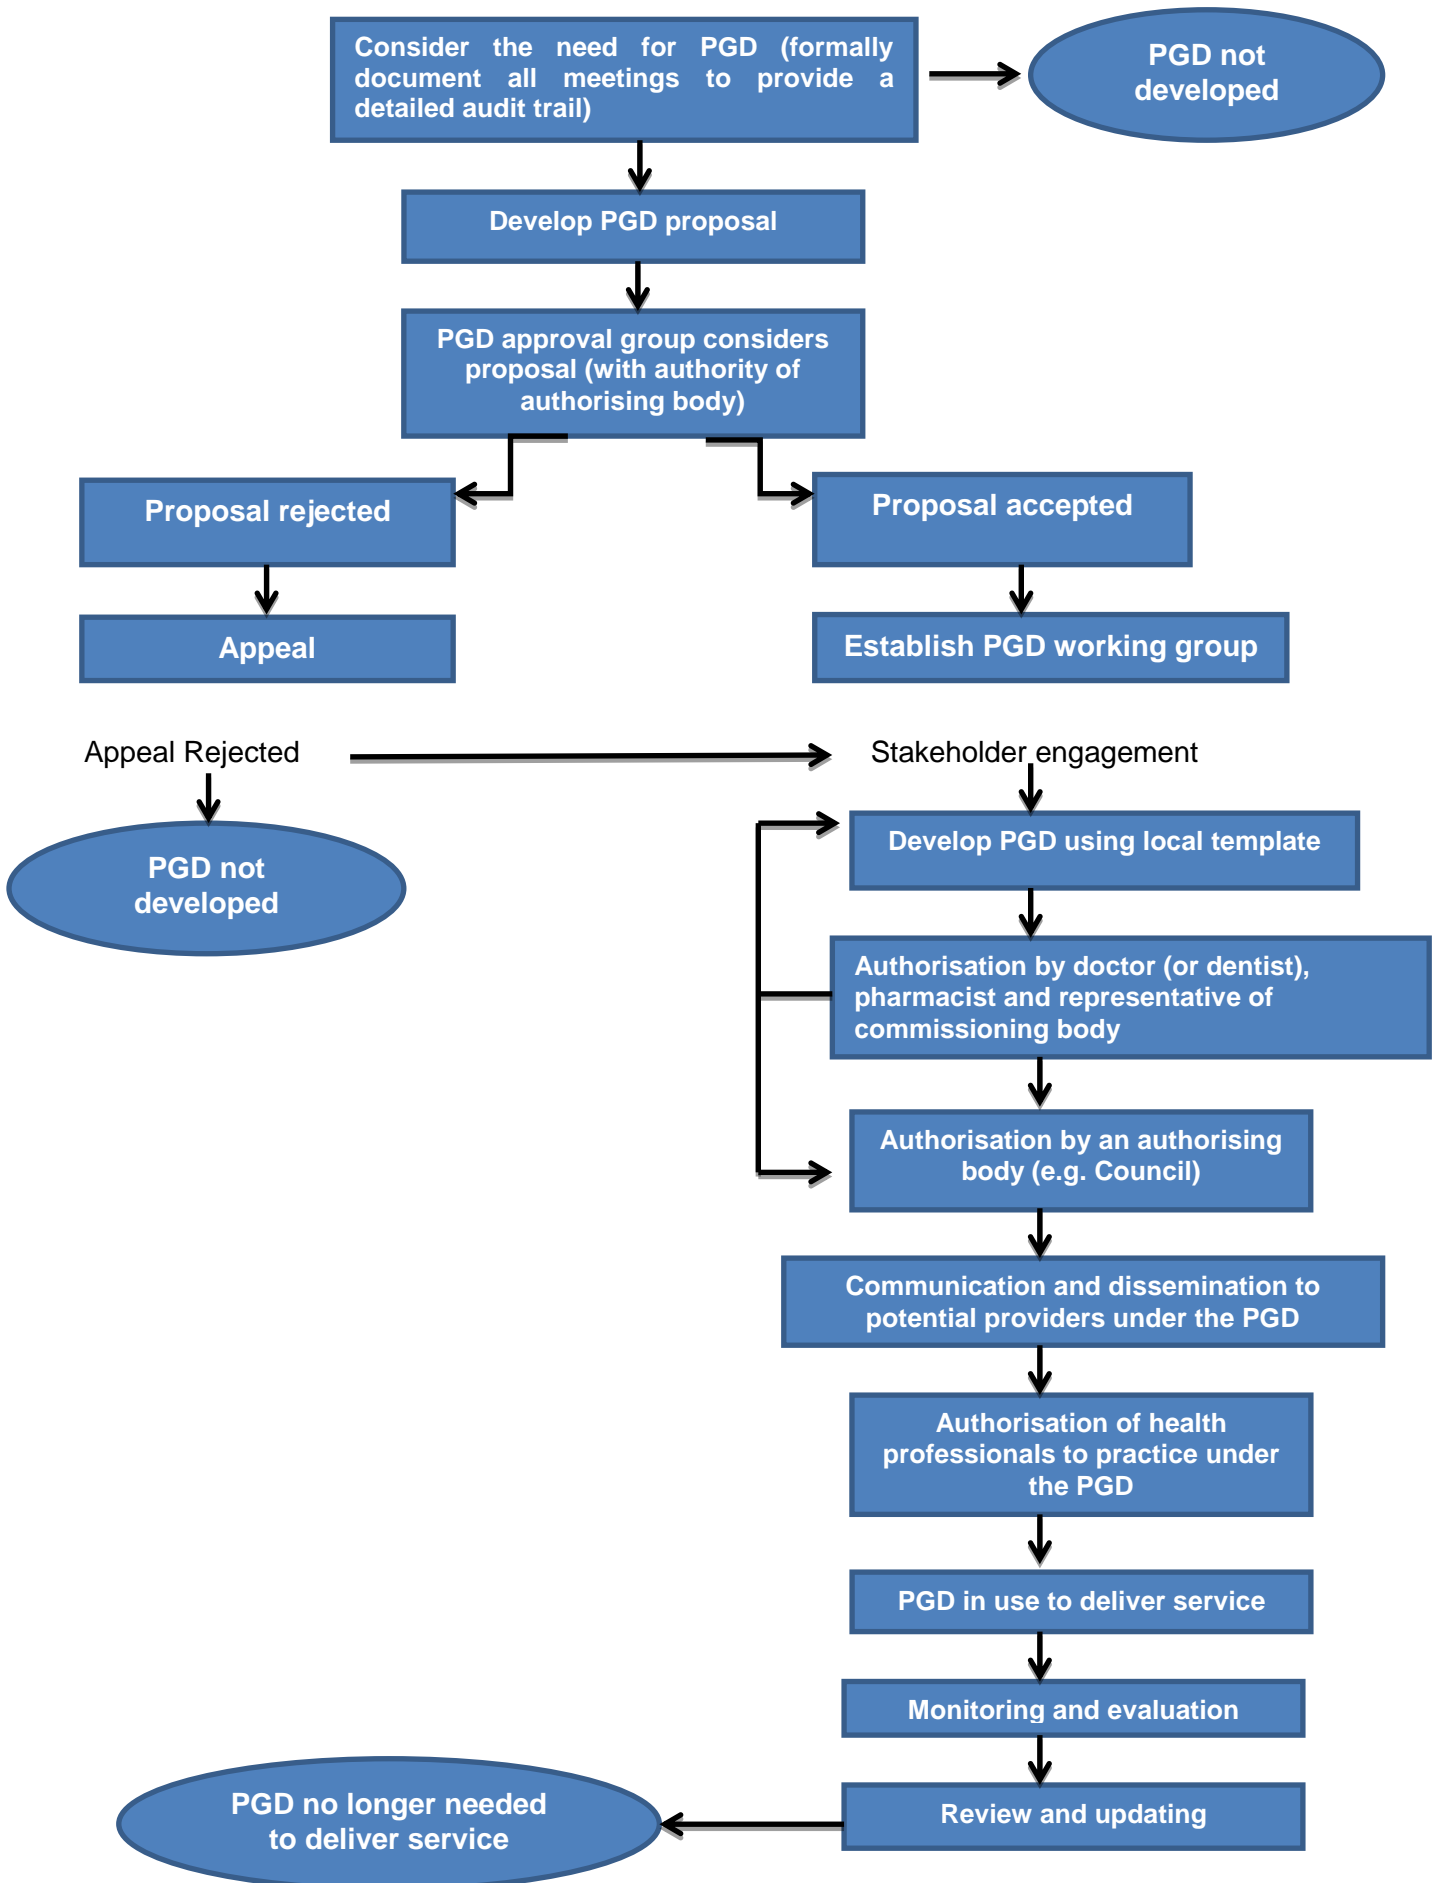 Consider the need for PGD (formally
document all meetings to provide a
detailed audit trail)
PGD not
developed
Develop PGD proposal
PGD approval group considers
proposal (with authority of
authorising body)
Proposal rejected
Proposal accepted
Appeal
Establish PGD working group
Appeal Rejected
Stakeholder engagement
Develop PGD using local template
PGD not
developed
Authorisation by doctor (or dentist),
pharmacist and representative of
commissioning body
Authorisation by an authorising
body (e.g. Council)
Communication and dissemination to
potential providers under the PGD
Authorisation of health
professionals to practice under
the PGD
PGD in use to deliver service
Monitoring and evaluation
PGD no longer needed
to deliver service
Review and updating